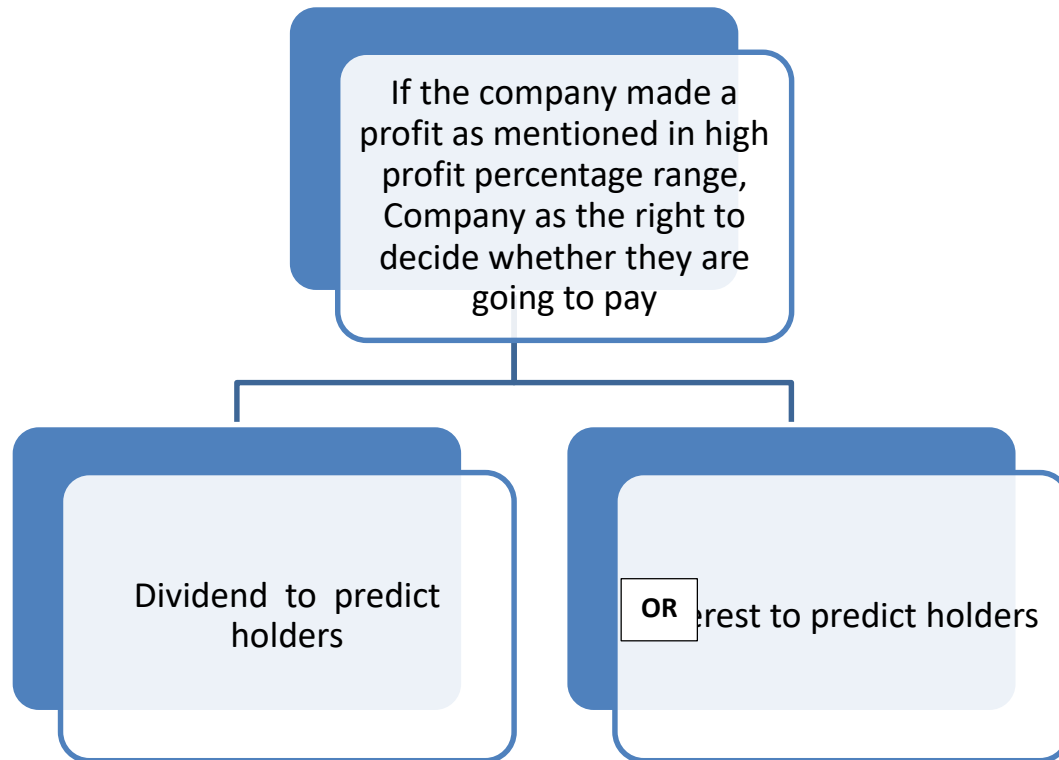 If the company made a
profit as mentioned in high
profit percentage range,
Company as the right to
decide whether they are
going to pay
Dividend to predict
holders
OR
erest to predict holders